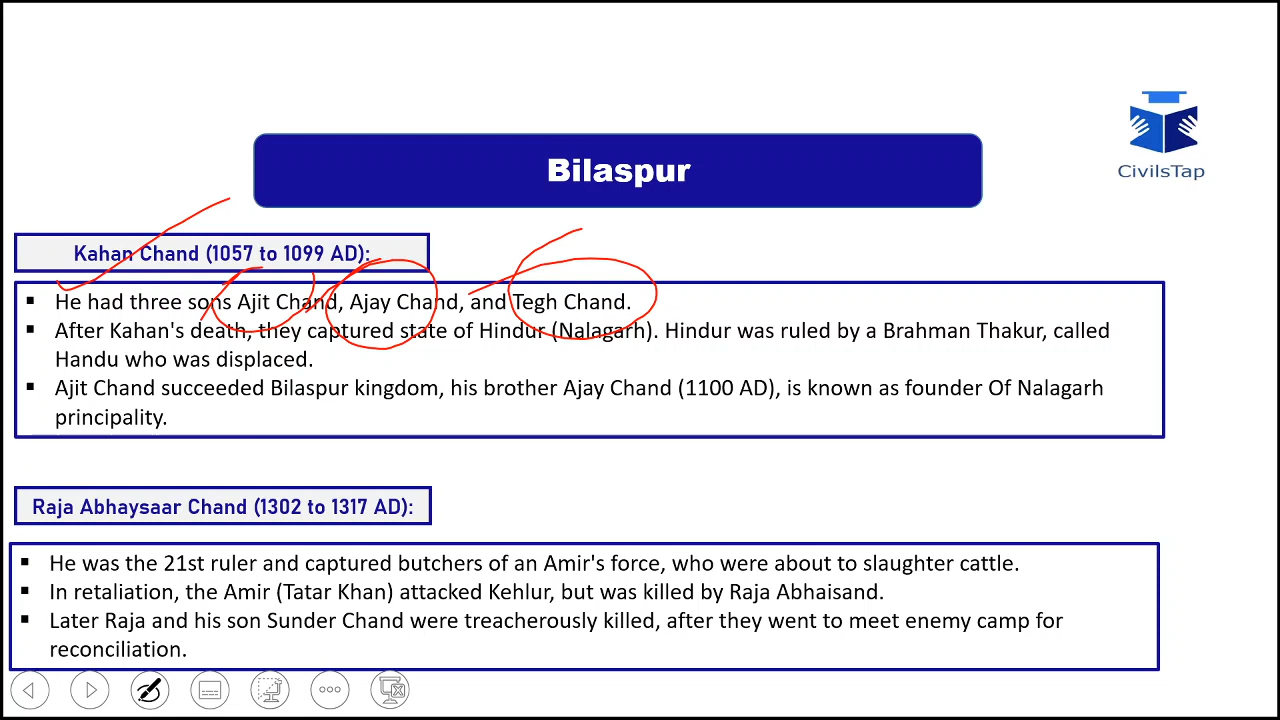 Bilaspur
CivilsTap
Kahan Chand (1057 to 1099 AD):
▪ He had three sons Ajit Chand, Ajay Chand, and Tegh Chand.
▪ After Kahan's death, they captured state of Hindur (Nalagarh). Hindur was ruled by a Brahman Thakur, called
Handu who was displaced.
▪ Ajit Chand succeeded Bilaspur kingdom, his brother Ajay Chand (1100 AD), is known as founder Of Nalagarh
principality.
Raja Abhaysaar Chand (1302 to 1317 AD):
▪ He was the 21st ruler and captured butchers of an Amir's force, who were about to slaughter cattle.
▪ In retaliation, the Amir (Tatar Khan) attacked Kehlur, but was killed by Raja Abhaisand.
▪ Later Raja and his son Sunder Chand were treacherously killed, after they went to meet enemy camp for
reconciliation.